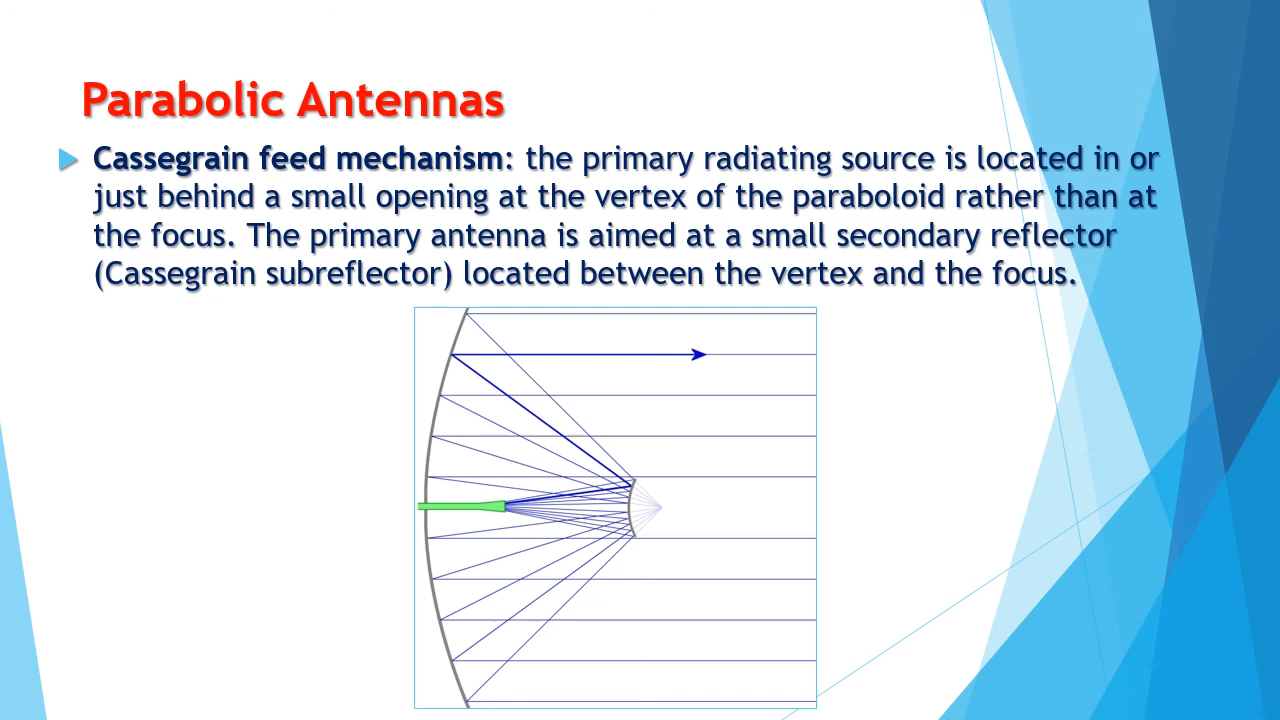 Parabolic Antennas
Cassegrain feed mechanism: the primary radiating source is located in or
just behind a small opening at the vertex of the paraboloid rather than at
the focus. The primary antenna is aimed at a small secondary reflector
(Cassegrain subreflector) located between the vertex and the focus.